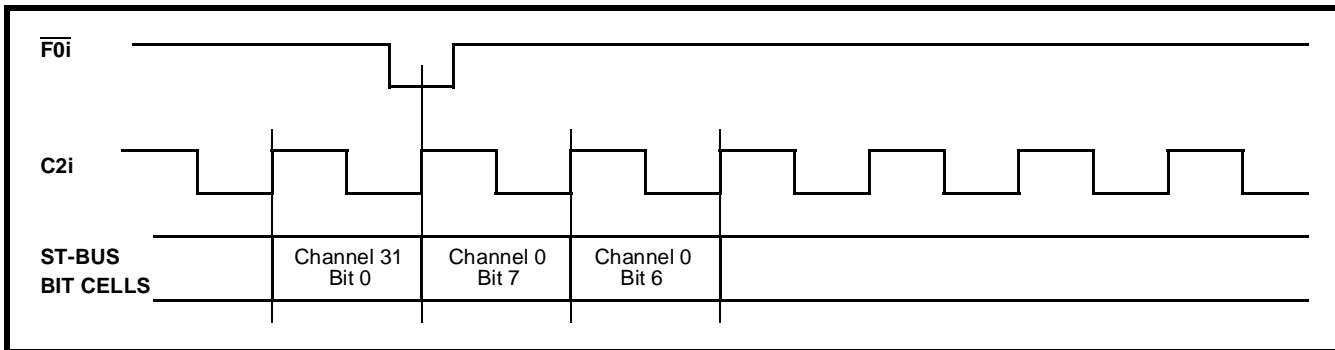 F0i
C2i
ST-BUS
BIT CELLS
Channel 31
Bit 0
Channel 0
Bit 7
Channel 0
Bit 6